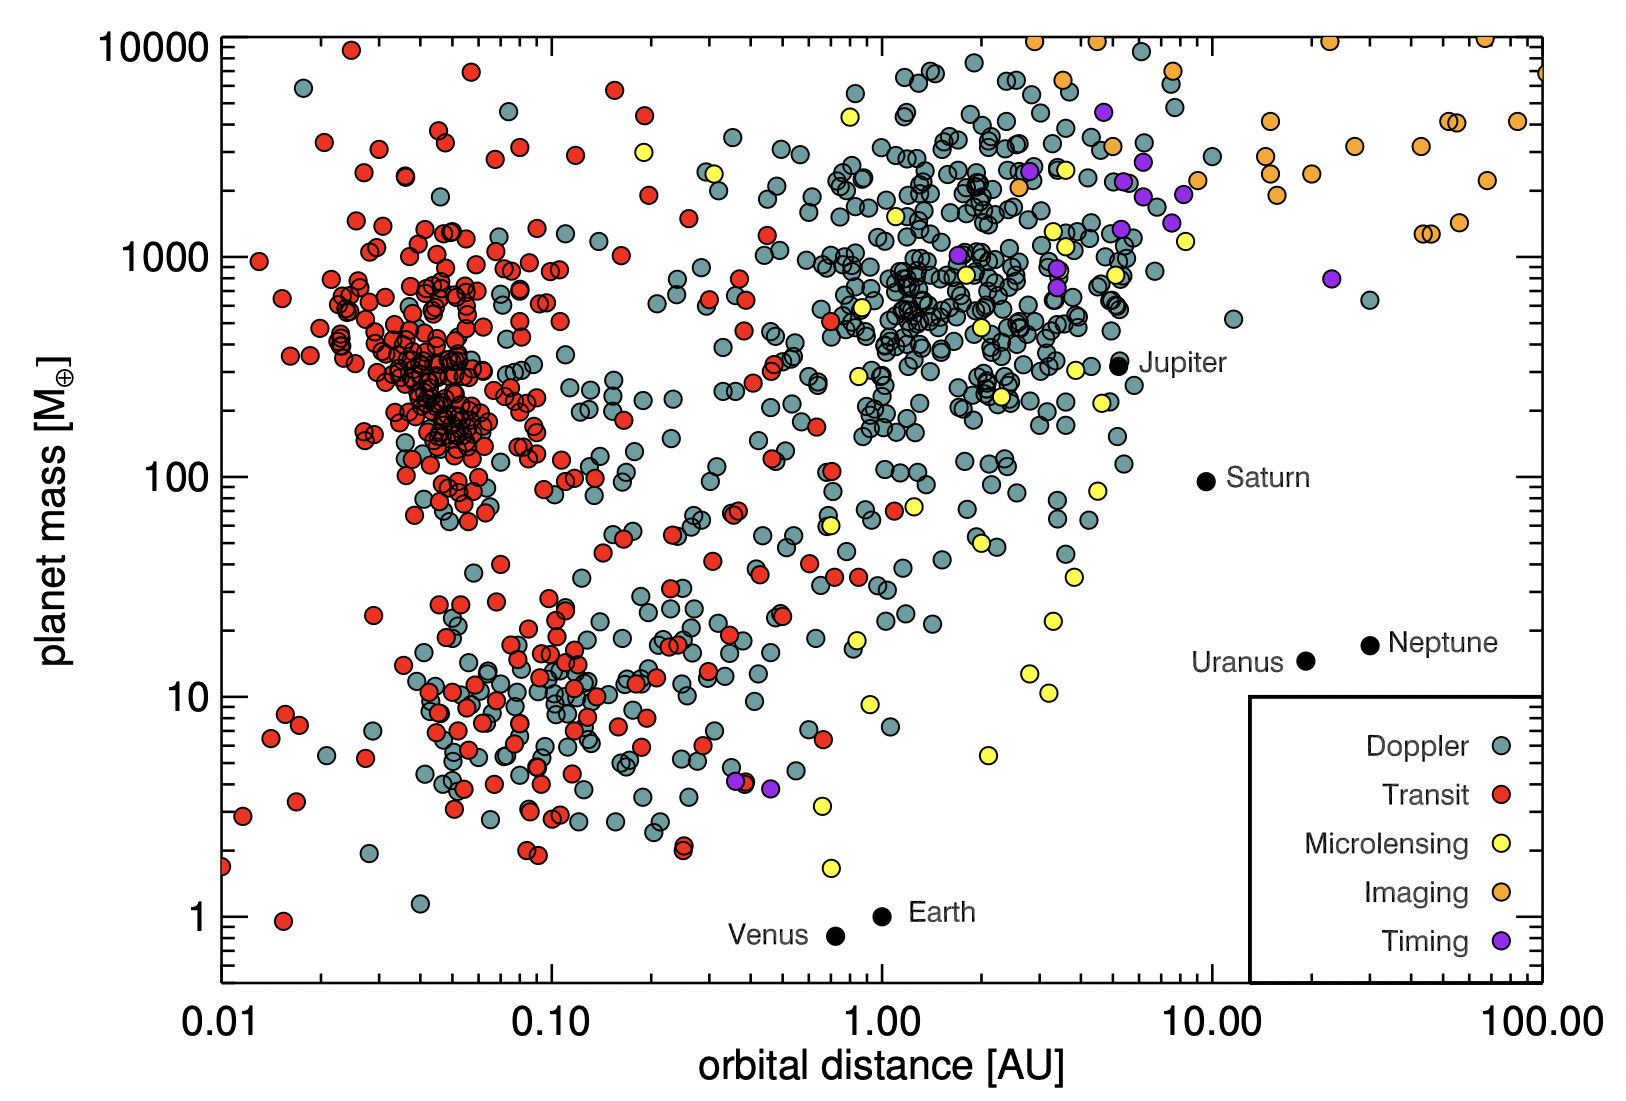 10000
1000
100
10
1
planet mass [M⊕]
Jupiter
Saturn
Neptune
Uranus
Earth
Venus
Doppler
Transit
Microlensing
Imaging
Timing
0.01 0.10 1.00 10.00 100.00
orbital distance [AU]